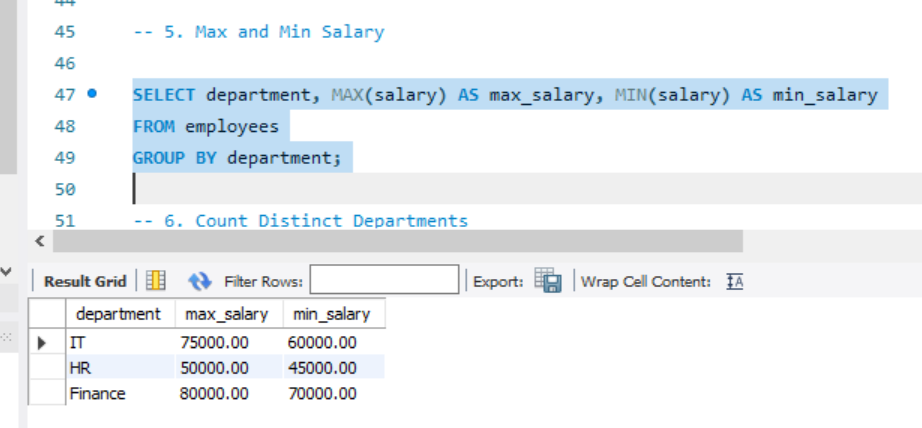 44
45 -- 5. Max and Min Salary
46
47 SELECT department, MAX(salary) AS max_salary, MIN(salary) AS min_salary
48 FROM employees
49 GROUP BY department;
50
51 -- 6. Count Distinct Departments
Result Grid Filter Rows: Export: Wrap Cell Content: IA
department max_salary min_salary
IT 75000.00 60000.00
HR 50000.00 45000.00
Finance 80000.00 70000.00